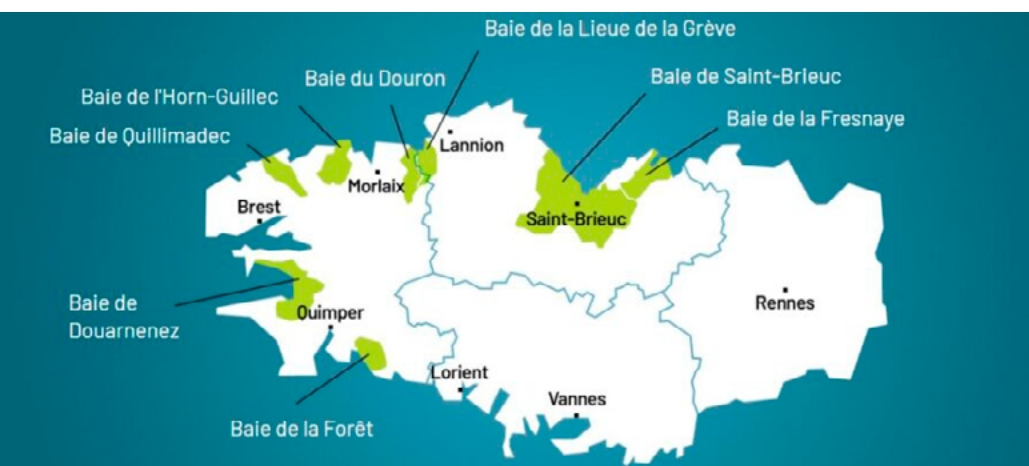 Baie de la Lieue de la Grève
Baie du Douron
Baie de Saint-Brieuc
Baie de l'Horn-Guillec
Baie de la Fresnaye
Baie de Quillimadec
Lannion
Morlaix
Brest
Saint-Brieuc
Baie de
Douarnenez
Quimper
Rennes
Lorient
Vannes
Baie de la Forêt